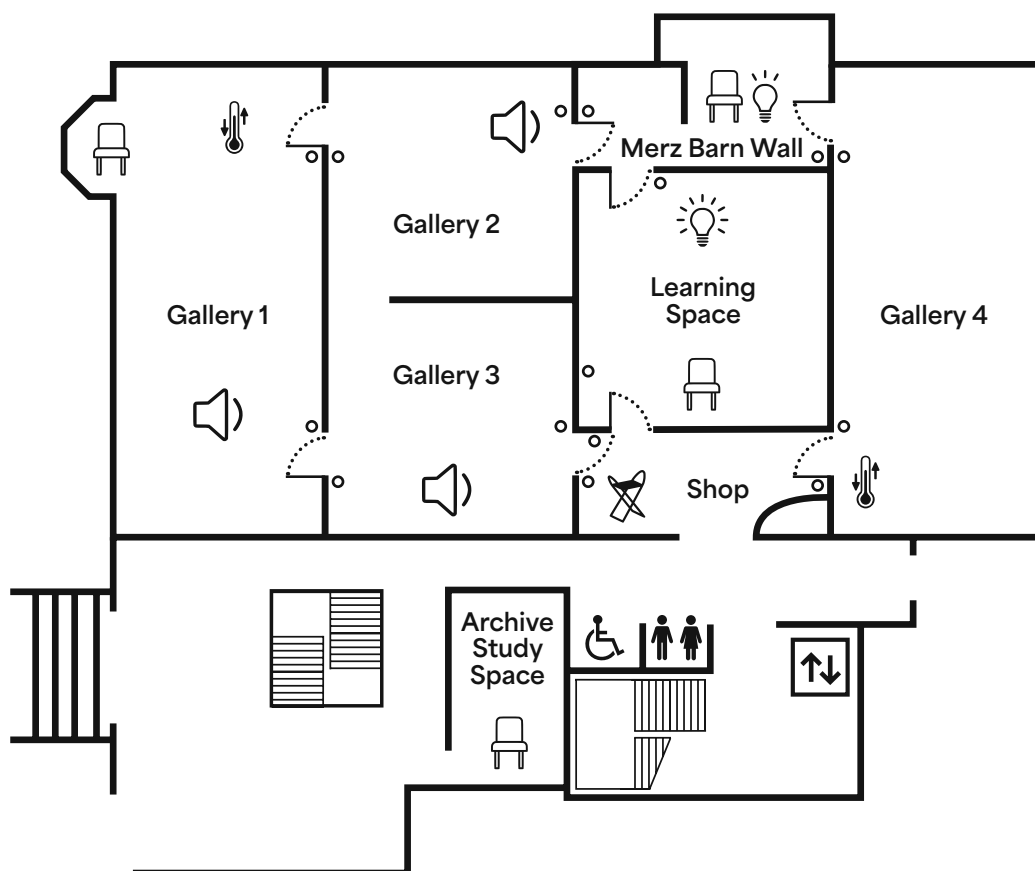 Merz Barn Wall
Gallery 2
Learning
Space
Gallery 1
Gallery 4
Gallery 3
Shop
Archive
Study
Space